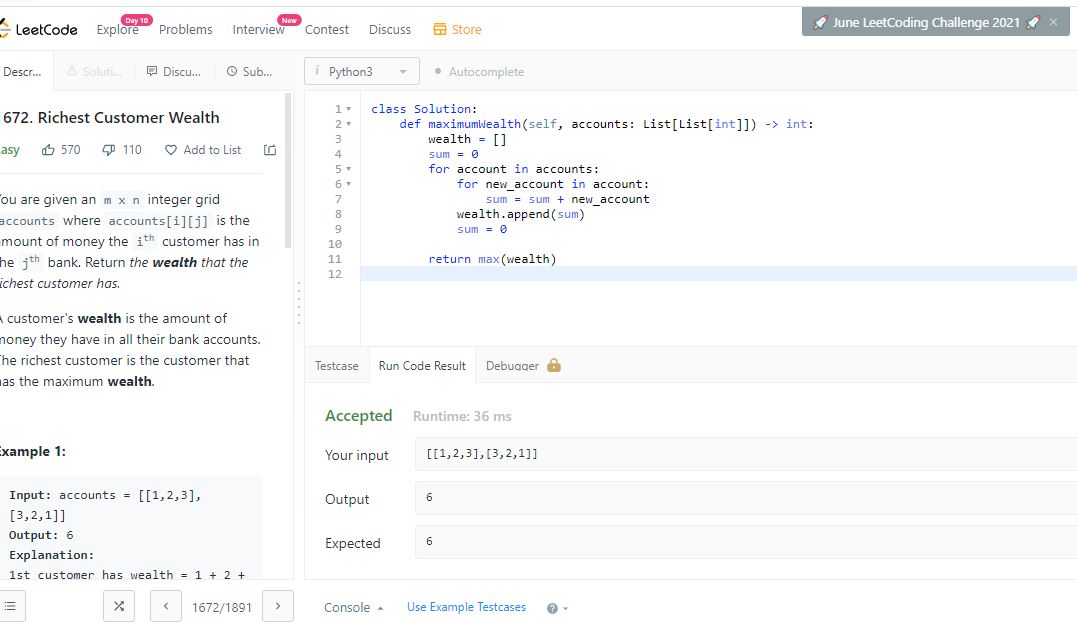 LeetCode
Explore
Day 10
Problems
Interview
New
Contest
Discuss
Store
June LeetCoding Challenge 2021
Descr...
Soluti...
Discu...
Sub...
i Python3
Autocomplete
672. Richest Customer Wealth
asy 570 110 Add to List
ou are given an m x n integer grid
accounts where accounts[i][j] is the
mount of money the ith customer has in
he jth bank. Return the wealth that the
ichest customer has.
A customer's wealth is the amount of
money they have in all their bank accounts.
The richest customer is the customer that
has the maximum wealth.
Example 1:
Input: accounts = [[1,2,3],
[3,2,1]]
Output: 6
Explanation:
1st customer has wealth = 1 + 2 +
1672/1891
1 class Solution:
2     def maximumWealth(self, accounts: List[List[int]]) -> int:
3         wealth = []
4         sum = 0
5         for account in accounts:
6             for new_account in account:
7                 sum = sum + new_account
8             wealth.append(sum)
9             sum = 0
10
11         return max(wealth)
12
Testcase
Run Code Result
Debugger
Accepted Runtime: 36 ms
Your input [[1,2,3],[3,2,1]]
Output 6
Expected 6
Console
Use Example Testcases
?